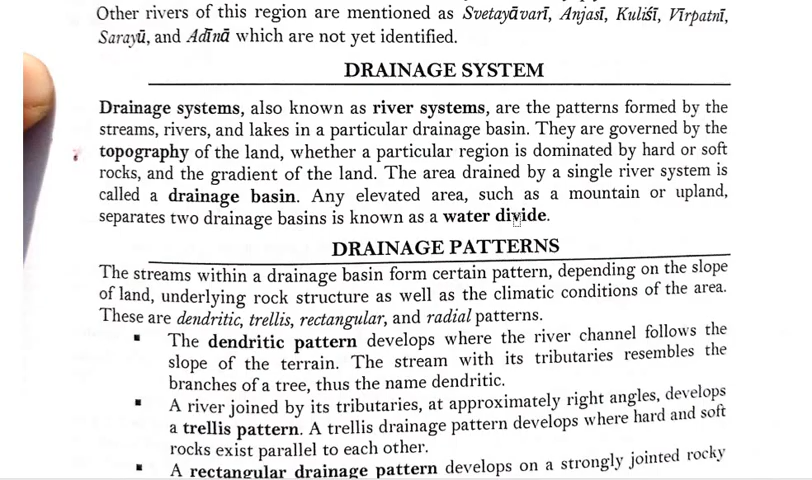 Other rivers of this region are mentioned as Svetayāvarī, Anjasī, Kuliśī, Vīrpatnī,
Sarayū, and Adīnā which are not yet identified.
DRAINAGE SYSTEM
Drainage systems, also known as river systems, are the patterns formed by the
streams, rivers, and lakes in a particular drainage basin. They are governed by the
topography of the land, whether a particular region is dominated by hard or soft
rocks, and the gradient of the land. The area drained by a single river system is
called a drainage basin. Any elevated area, such as a mountain or upland,
separates two drainage basins is known as a water divide.
DRAINAGE PATTERNS
The streams within a drainage basin form certain pattern, depending on the slope
of land, underlying rock structure as well as the climatic conditions of the area.
These are dendritic, trellis, rectangular, and radial patterns.
▪ The dendritic pattern develops where the river channel follows the
slope of the terrain. The stream with its tributaries resembles the
branches of a tree, thus the name dendritic.
▪ A river joined by its tributaries, at approximately right angles, develops
a trellis pattern. A trellis drainage pattern develops where hard and soft
rocks exist parallel to each other.
▪ A rectangular drainage pattern develops on a strongly jointed rocky